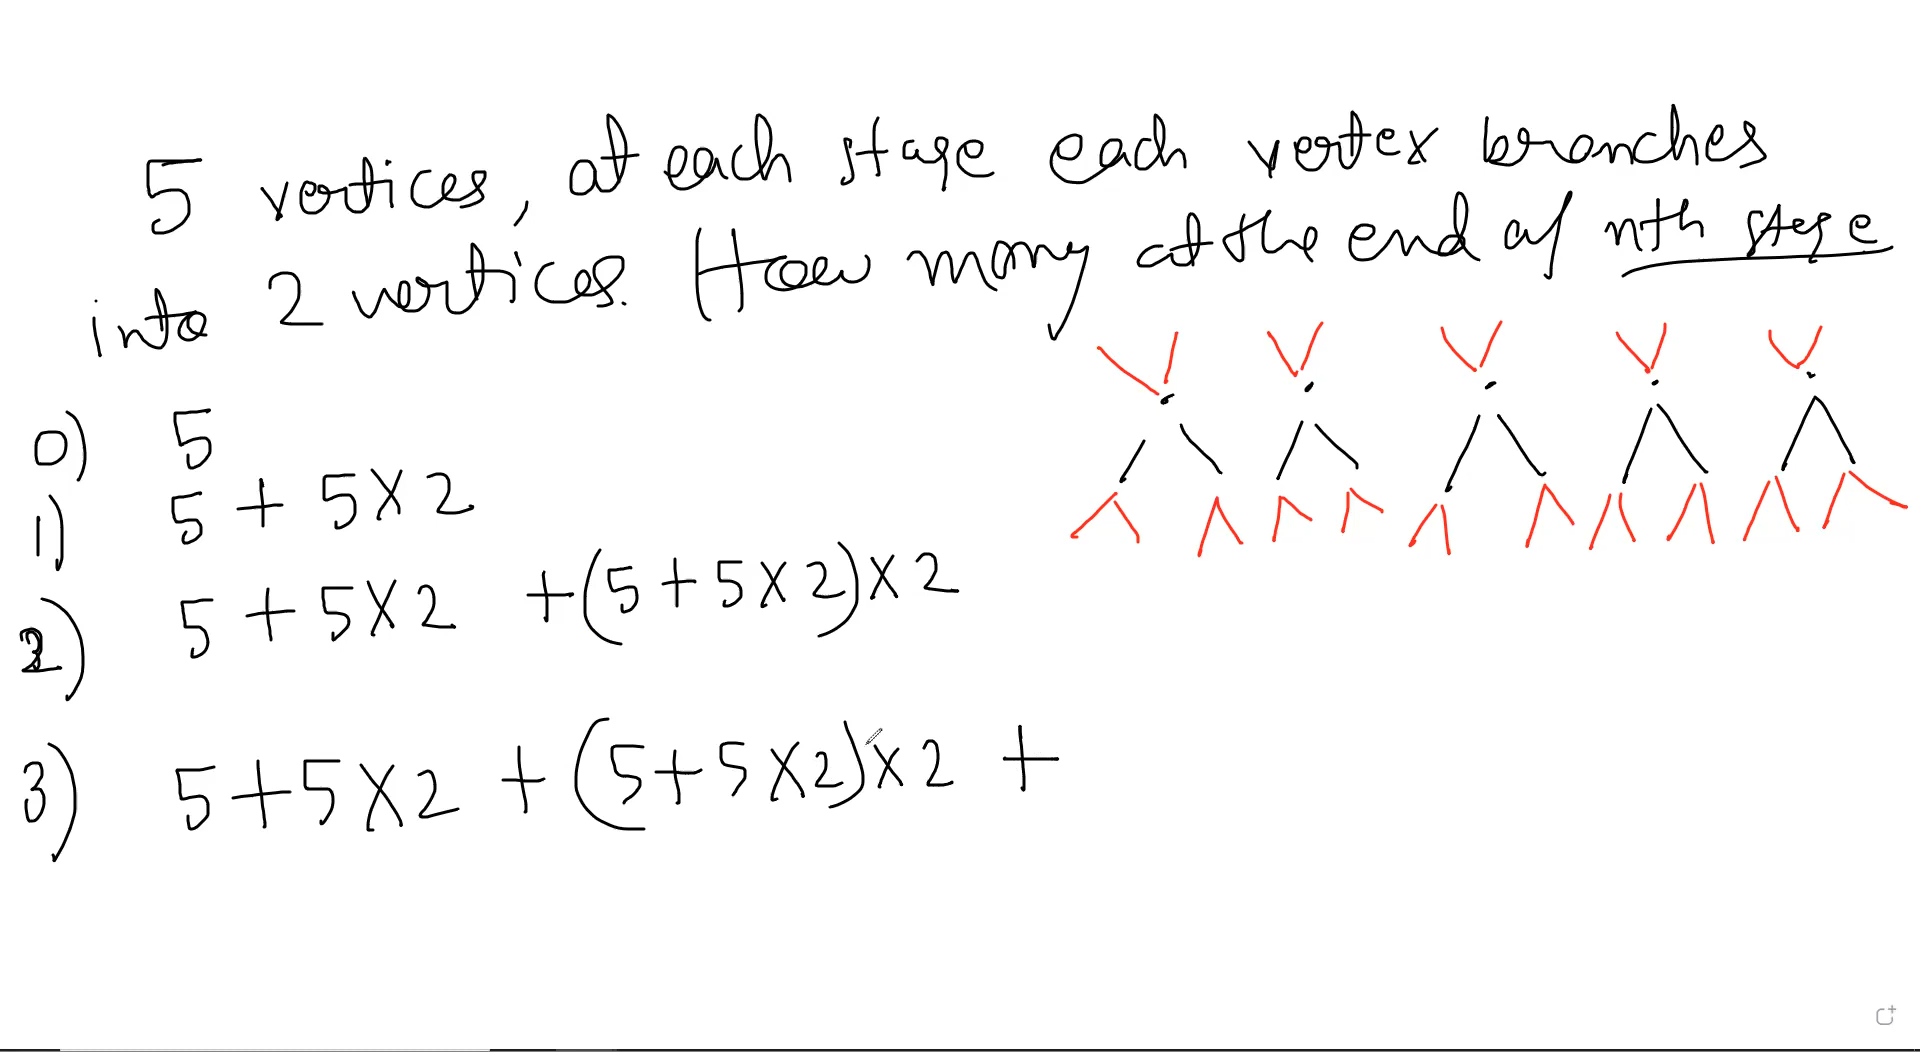 5 vertices, at each stage each vertex branches
into 2 vertices. How many at the end of nth stage
0) 5
1) 5 + 5X2
2) 5 + 5X2 + (5 + 5X2)X2
3) 5 + 5X2 + (5 + 5X2)X2 +